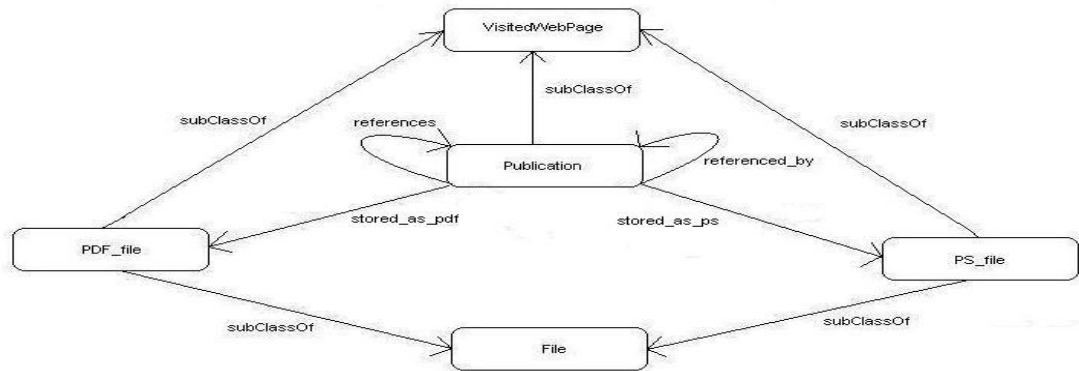 VisitedWebPage
subClassOf
subClassOf
references
subClassOf
Publication
referenced_by
stored_as_pdf
stored_as_ps
PDF_file
PS_file
subClassOf
subClassOf
File